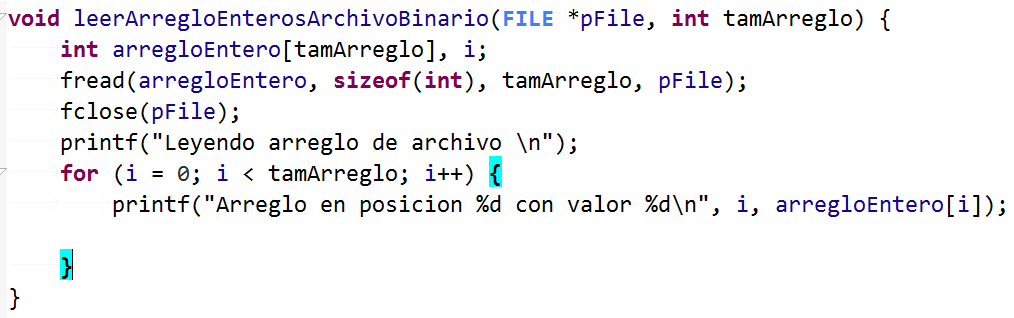 void leerArregloEnterosArchivoBinario(FILE *pFile, int tamArreglo) {
    int arregloEntero[tamArreglo], i;
    fread(arregloEntero, sizeof(int), tamArreglo, pFile);
    fclose(pFile);
    printf("Leyendo arreglo de archivo \n");
    for (i = 0; i < tamArreglo; i++) {
        printf("Arreglo en posicion %d con valor %d\n", i, arregloEntero[i]);
    }
}